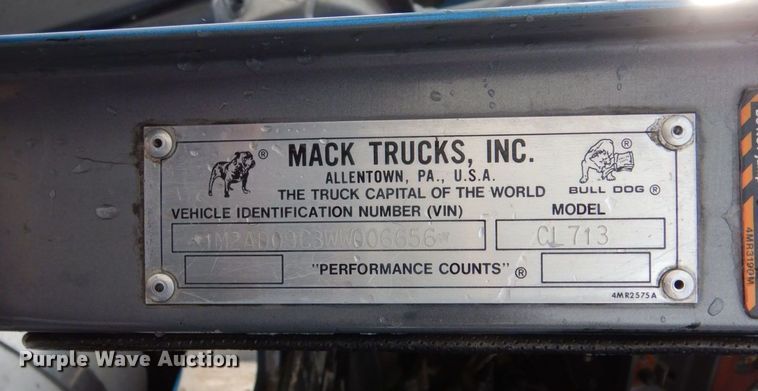 MACK TRUCKS, INC.
ALLENTOWN, PA., U.S.A.
THE TRUCK CAPITAL OF THE WORLD
BULL DOG ®
VEHICLE IDENTIFICATION NUMBER (VIN)
MODEL
CL713
"PERFORMANCE COUNTS" ®
4MR2575A
4MR3190M
Purple Wave Auction